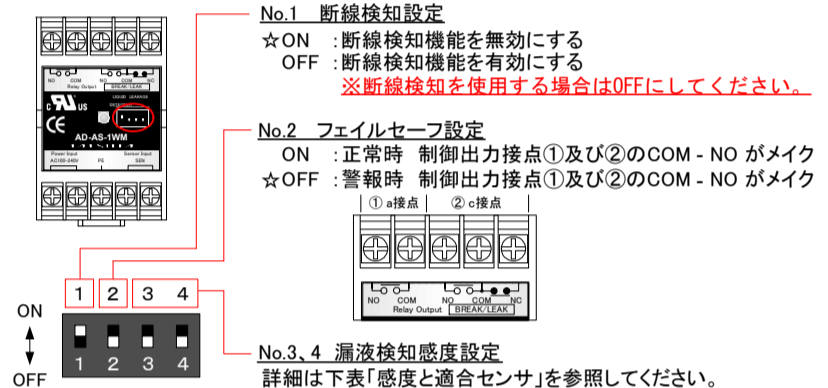 No.1 断線検知設定
☆ON :断線検知機能を無効にする
OFF :断線検知機能を有効にする
※断線検知を使用する場合はOFFにしてください。
NO COM NO COM NC
Relay Output BREAK/LEAK
LIQUID LEAKAGE
DETECTOR
c US
CE
AD-AS-1WM
Power Input Sensor Input
AC100-240V PE SEN
No.2 フェイルセーフ設定
ON :正常時 制御出力接点①及び②のCOM - NO がメイク
☆OFF :警報時 制御出力接点①及び②のCOM - NO がメイク
① a接点 ② c接点
NO COM NO COM NC
Relay Output BREAK/LEAK
1 2 3 4
ON
OFF
1 2 3 4
No.3、4 漏液検知感度設定
詳細は下表「感度と適合センサ」を参照してください。